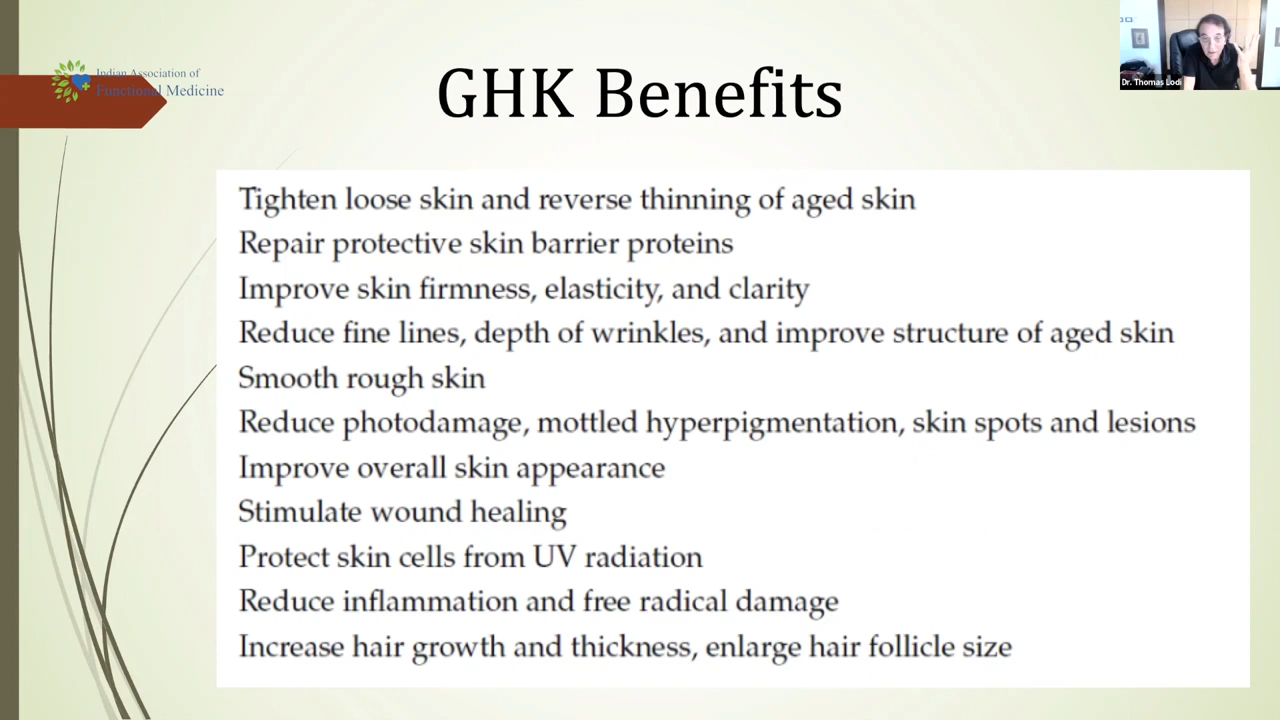 Indian Association of
Functional Medicine
GHK Benefits
Dr. Thomas Lodi
Tighten loose skin and reverse thinning of aged skin
Repair protective skin barrier proteins
Improve skin firmness, elasticity, and clarity
Reduce fine lines, depth of wrinkles, and improve structure of aged skin
Smooth rough skin
Reduce photodamage, mottled hyperpigmentation, skin spots and lesions
Improve overall skin appearance
Stimulate wound healing
Protect skin cells from UV radiation
Reduce inflammation and free radical damage
Increase hair growth and thickness, enlarge hair follicle size